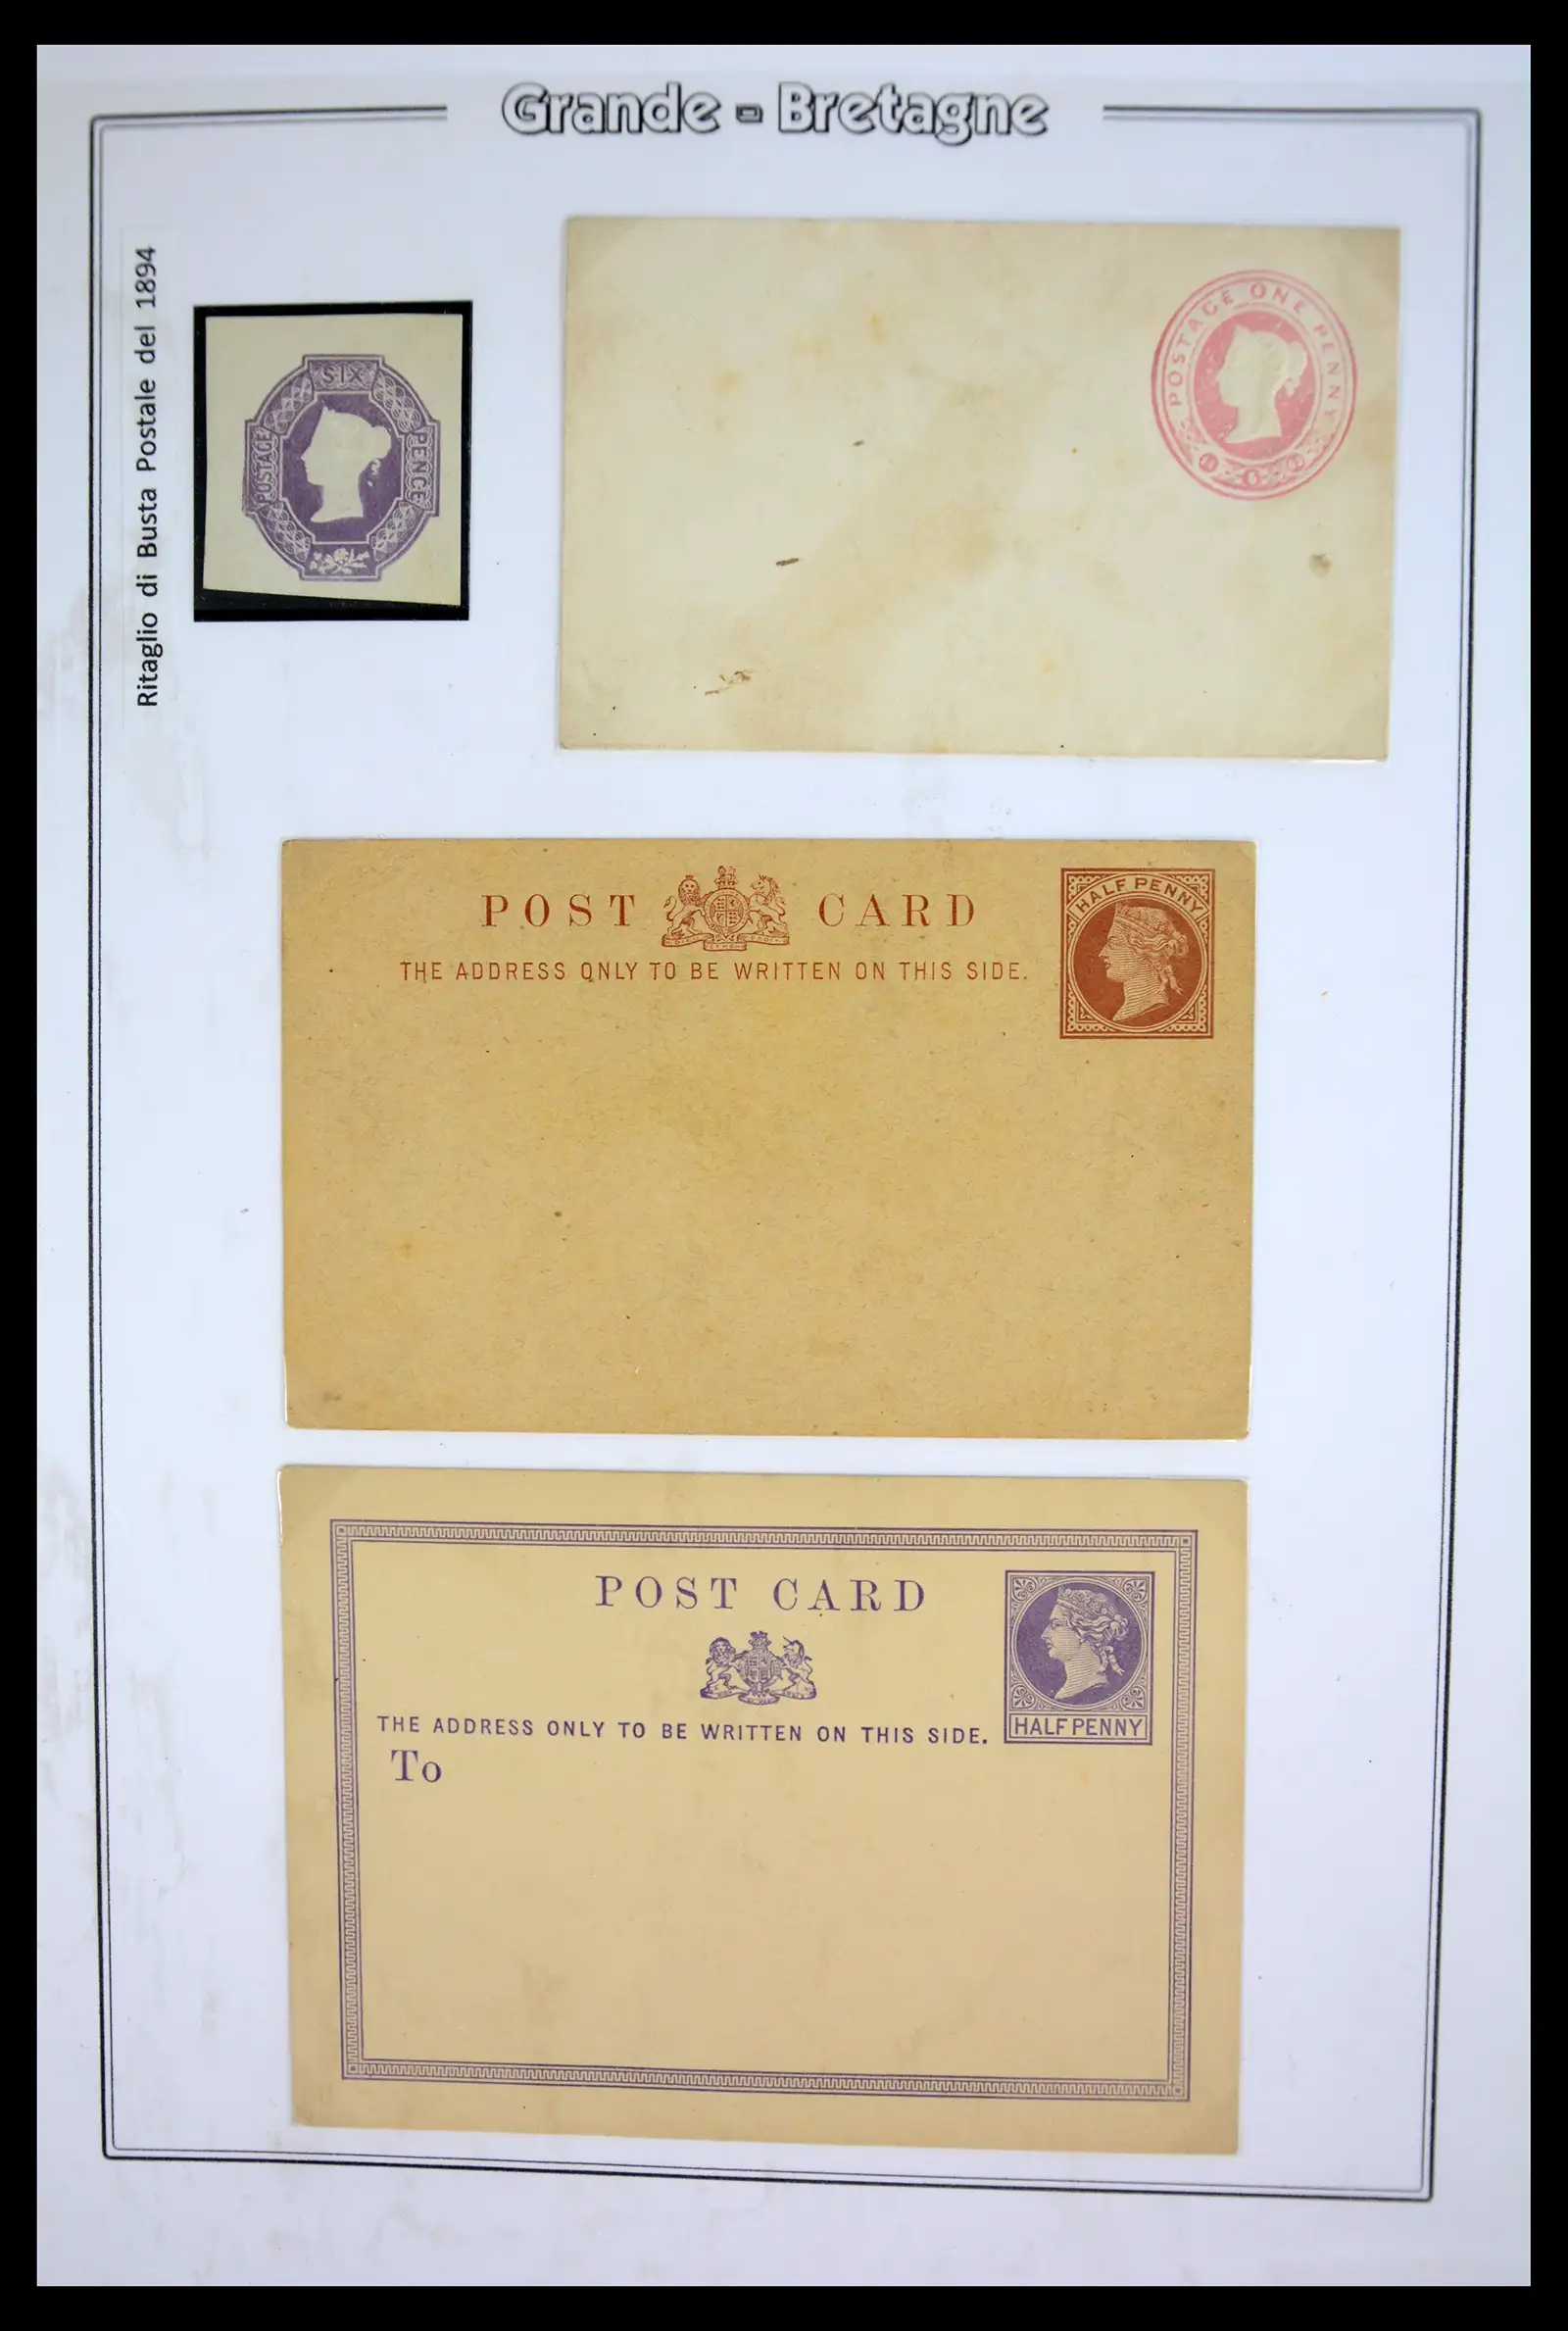 Grande - Bretagne
Ritaglio di Busta Postale del 1894
SIX
POSTAGE
PENCE
POSTAGE ONE PENNY
POST CARD
THE ADDRESS ONLY TO BE WRITTEN ON THIS SIDE.
HALF PENNY
POST CARD
THE ADDRESS ONLY TO BE WRITTEN ON THIS SIDE.
HALFPENNY
To